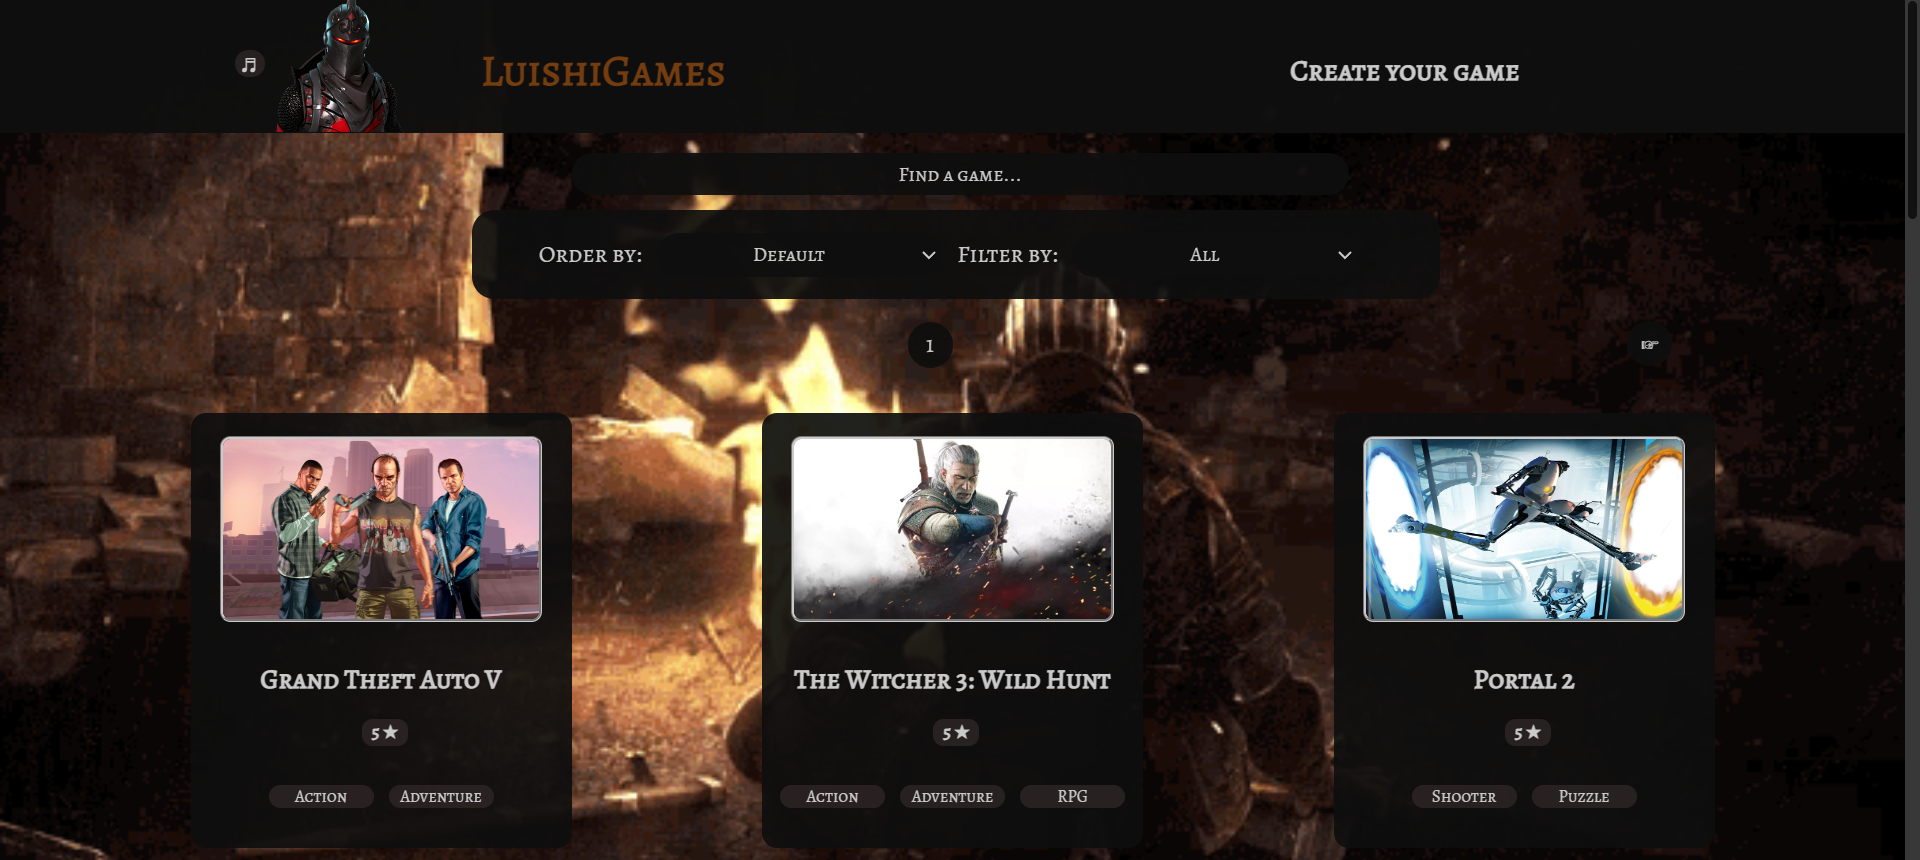 LuishiGames
Create your game
Find a game...
Order by: Default Filter by: All
1
Grand Theft Auto V
5★
Action Adventure
The Witcher 3: Wild Hunt
5★
Action Adventure RPG
Portal 2
5★
Shooter Puzzle